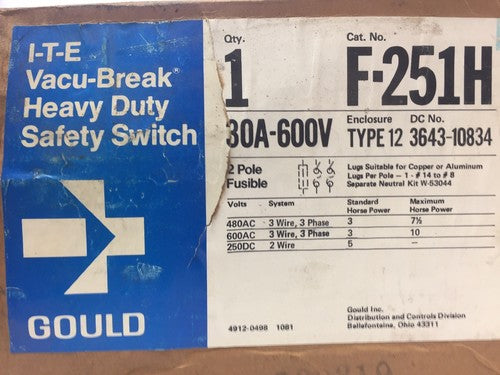 I-T-E
Vacu-Break®
Heavy Duty
Safety Switch
GOULD
Qty.
1
Cat. No.
F-251H
30A-600V
Enclosure
TYPE 12
DC No.
3643-10834
2 Pole
Fusible
Lugs Suitable for Copper or Aluminum
Lugs Per Pole - 1 - #14 to #8
Separate Neutral Kit W-53044
Volts System Standard Horse Power Maximum Horse Power
480AC 3 Wire, 3 Phase 3 7½
600AC 3 Wire, 3 Phase 3 10
250DC 2 Wire 5 –
Gould Inc.
Distribution and Controls Division
Bellefontaine, Ohio 43311
4912-0498 1081